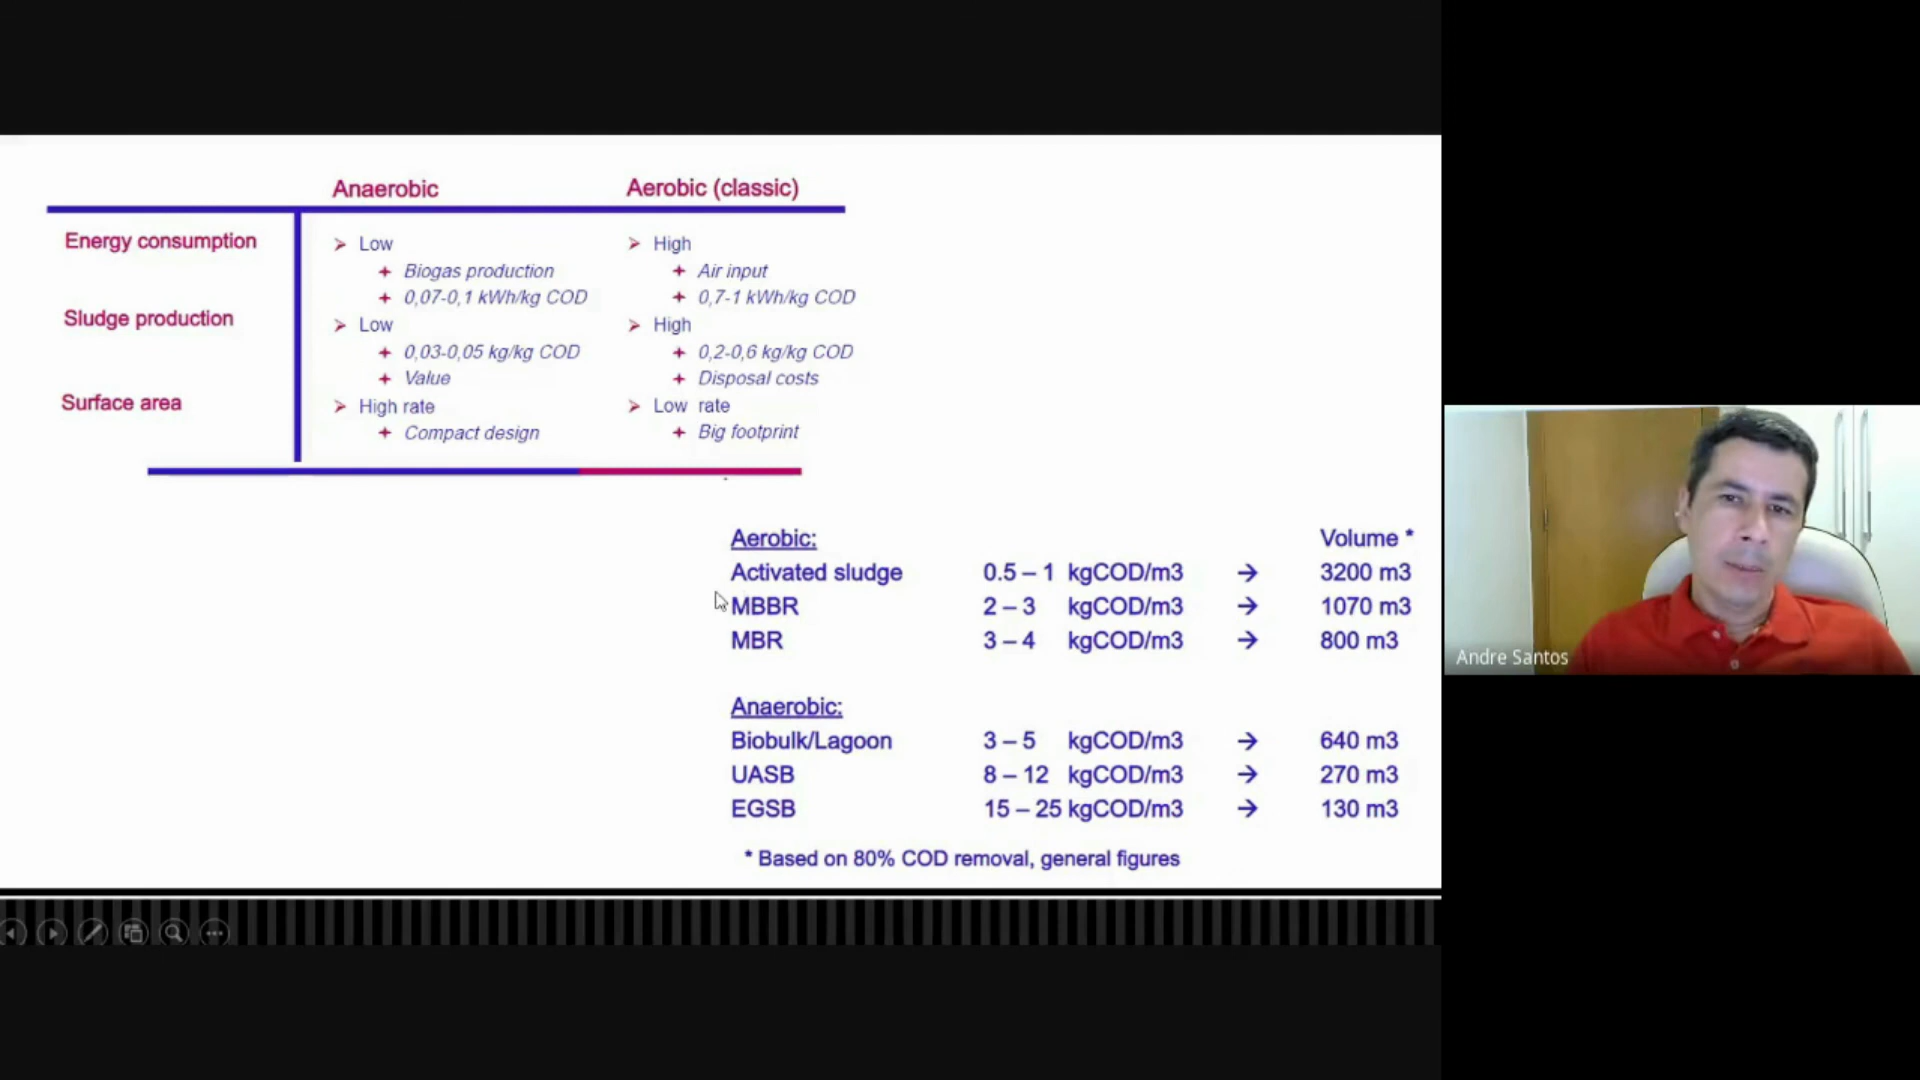 Anaerobic Aerobic (classic)
Energy consumption
➢ Low
+ Biogas production
+ 0,07-0,1 kWh/kg COD
➢ High
+ Air input
+ 0,7-1 kWh/kg COD
Sludge production
➢ Low
+ 0,03-0,05 kg/kg COD
+ Value
➢ High
+ 0,2-0,6 kg/kg COD
+ Disposal costs
Surface area
➢ High rate
+ Compact design
➢ Low rate
+ Big footprint
Aerobic: Volume *
Activated sludge 0.5 – 1 kgCOD/m3 → 3200 m3
MBBR 2 – 3 kgCOD/m3 → 1070 m3
MBR 3 – 4 kgCOD/m3 → 800 m3
Anaerobic:
Biobulk/Lagoon 3 – 5 kgCOD/m3 → 640 m3
UASB 8 – 12 kgCOD/m3 → 270 m3
EGSB 15 – 25 kgCOD/m3 → 130 m3
* Based on 80% COD removal, general figures
Andre Santos